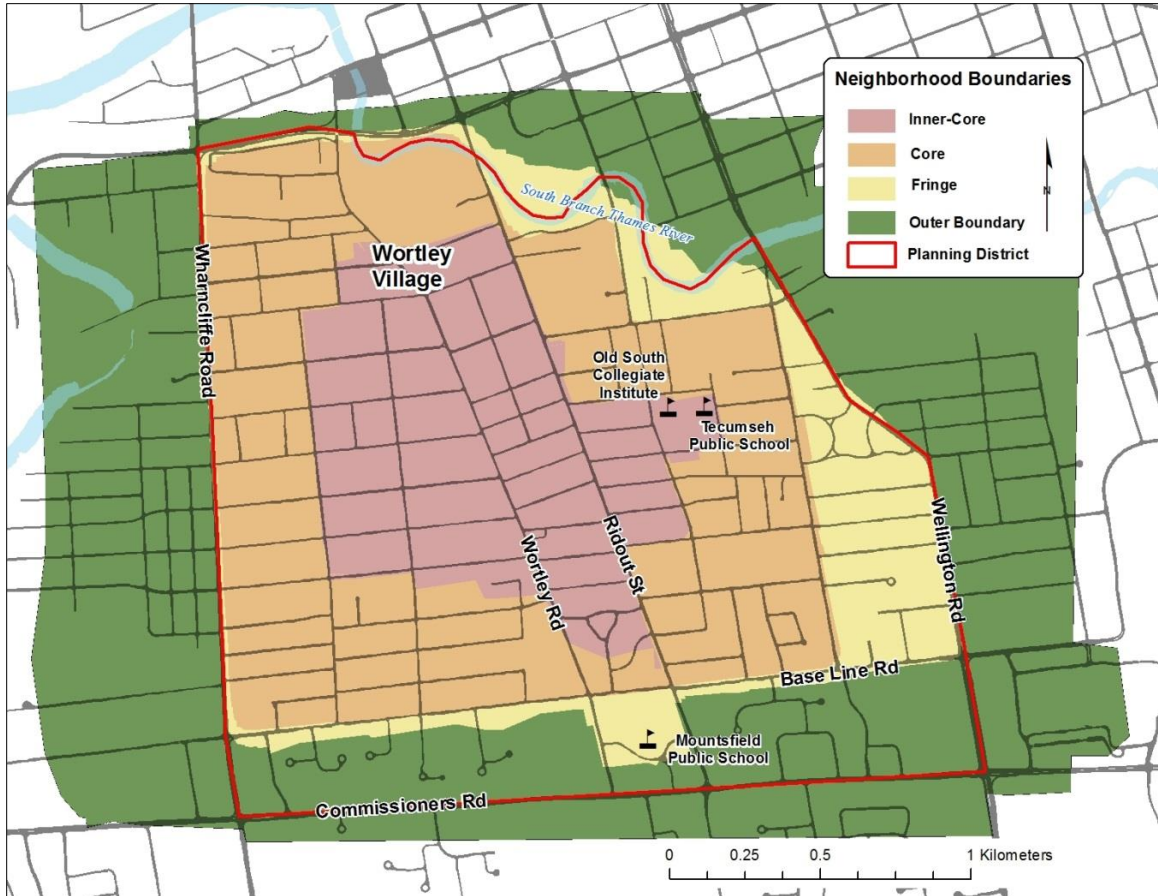 Neighborhood Boundaries
Inner-Core
Core
Fringe
Outer Boundary
Planning District
N
South Branch Thames River
Wortley
Village
Wharncliffe Road
Old South
Collegiate
Institute
Tecumseh
Public School
Ridout St
Wortley Rd
Wellington Rd
Base Line Rd
Mountsfield
Public School
Commissioners Rd
0 0.25 0.5 1 Kilometers